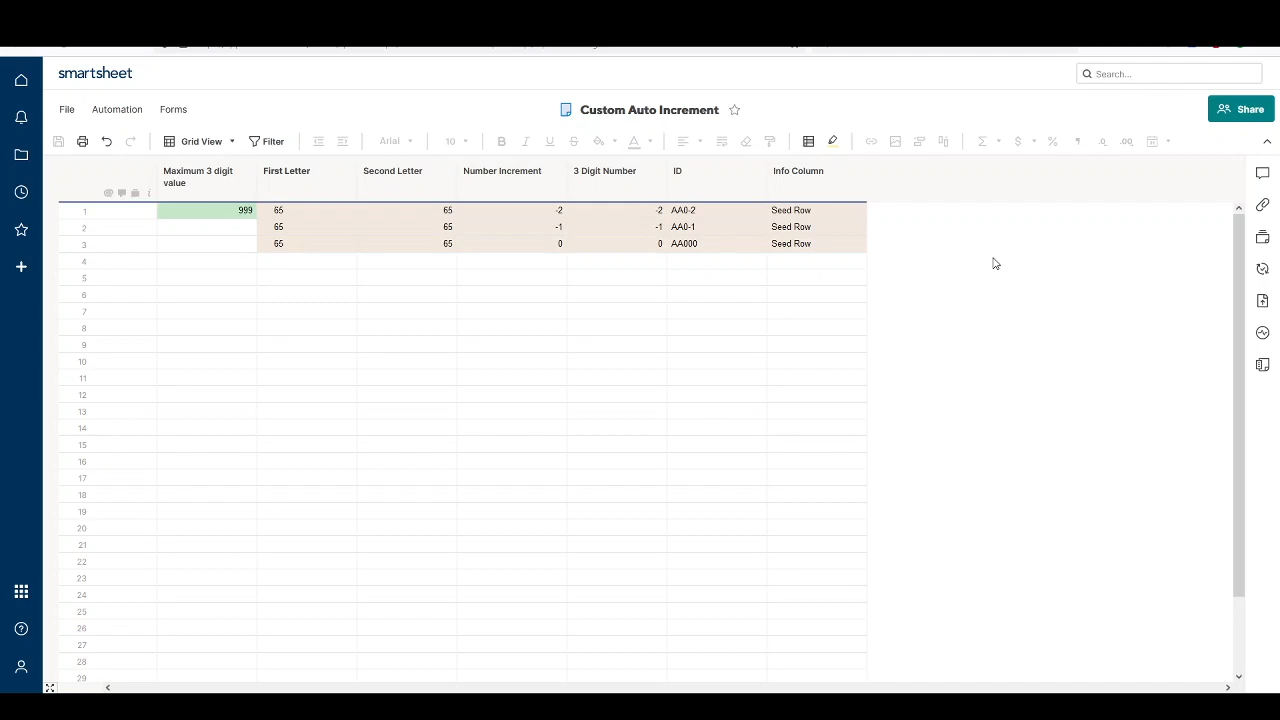 smartsheet
Search...
File Automation Forms
Custom Auto Increment
Share
Grid View Filter Arial 10
Maximum 3 digit value First Letter Second Letter Number Increment 3 Digit Number ID Info Column
1 999 65 65 -2 -2 AA0-2 Seed Row
2 65 65 -1 -1 AA0-1 Seed Row
3 65 65 0 0 AA000 Seed Row
4
5
6
7
8
9
10
11
12
13
14
15
16
17
18
19
20
21
22
23
24
25
26
27
28
29